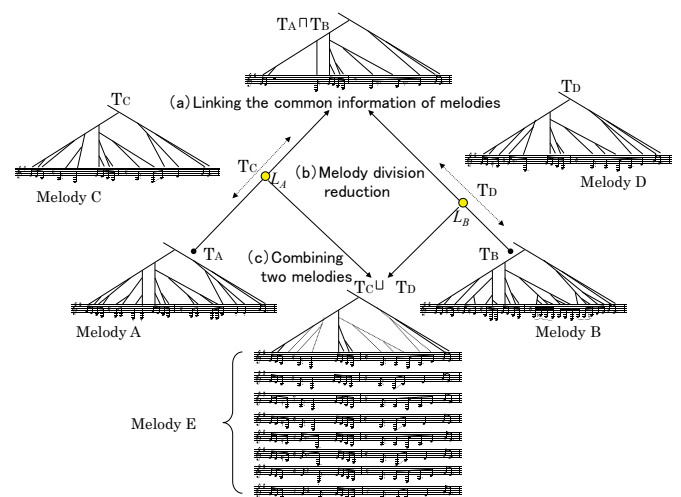 TA⊓TB
(a)Linking the common information of melodies
TC
TD
Melody C
Melody D
TC
LA
(b)Melody division
reduction
TD
LB
TA
(c)Combining
two melodies
TB
TC⊔ TD
Melody A
Melody B
Melody E